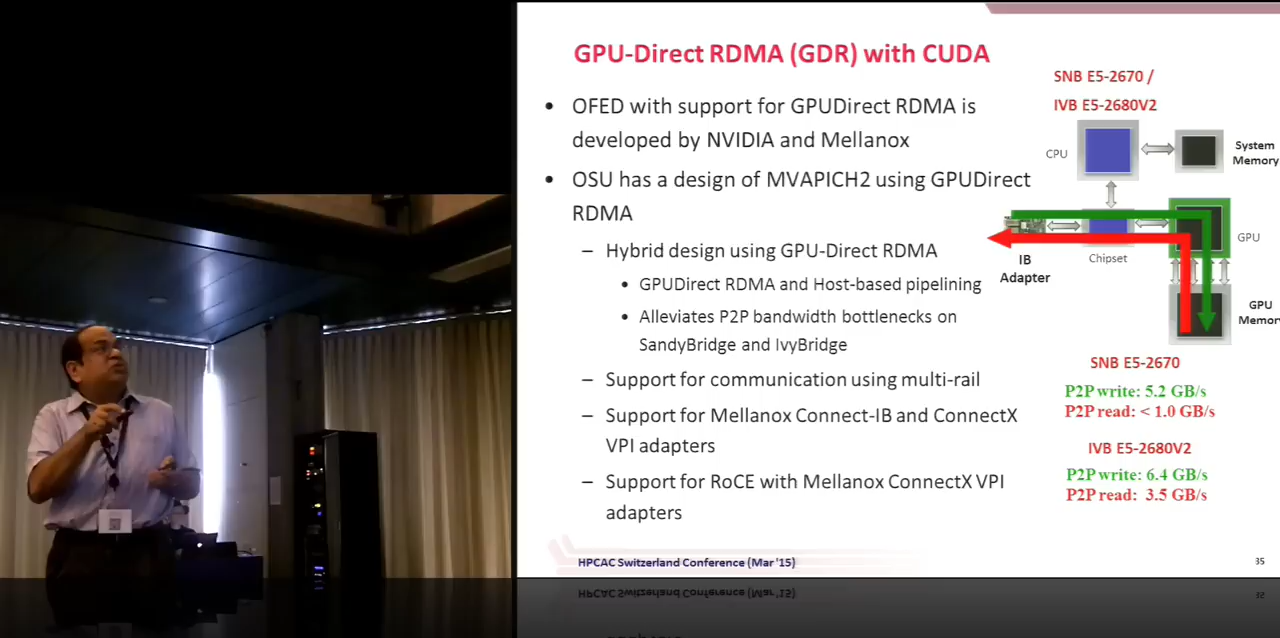 GPU-Direct RDMA (GDR) with CUDA
• OFED with support for GPUDirect RDMA is
developed by NVIDIA and Mellanox
• OSU has a design of MVAPICH2 using GPUDirect
RDMA
– Hybrid design using GPU-Direct RDMA
• GPUDirect RDMA and Host-based pipelining
• Alleviates P2P bandwidth bottlenecks on
SandyBridge and IvyBridge
– Support for communication using multi-rail
– Support for Mellanox Connect-IB and ConnectX
VPI adapters
– Support for RoCE with Mellanox ConnectX VPI
adapters
SNB E5-2670 /
IVB E5-2680V2
CPU
System
Memory
IB
Adapter
Chipset
GPU
GPU
Memory
SNB E5-2670
P2P write: 5.2 GB/s
P2P read: < 1.0 GB/s
IVB E5-2680V2
P2P write: 6.4 GB/s
P2P read: 3.5 GB/s
HPCAC Switzerland Conference (Mar '15)
35